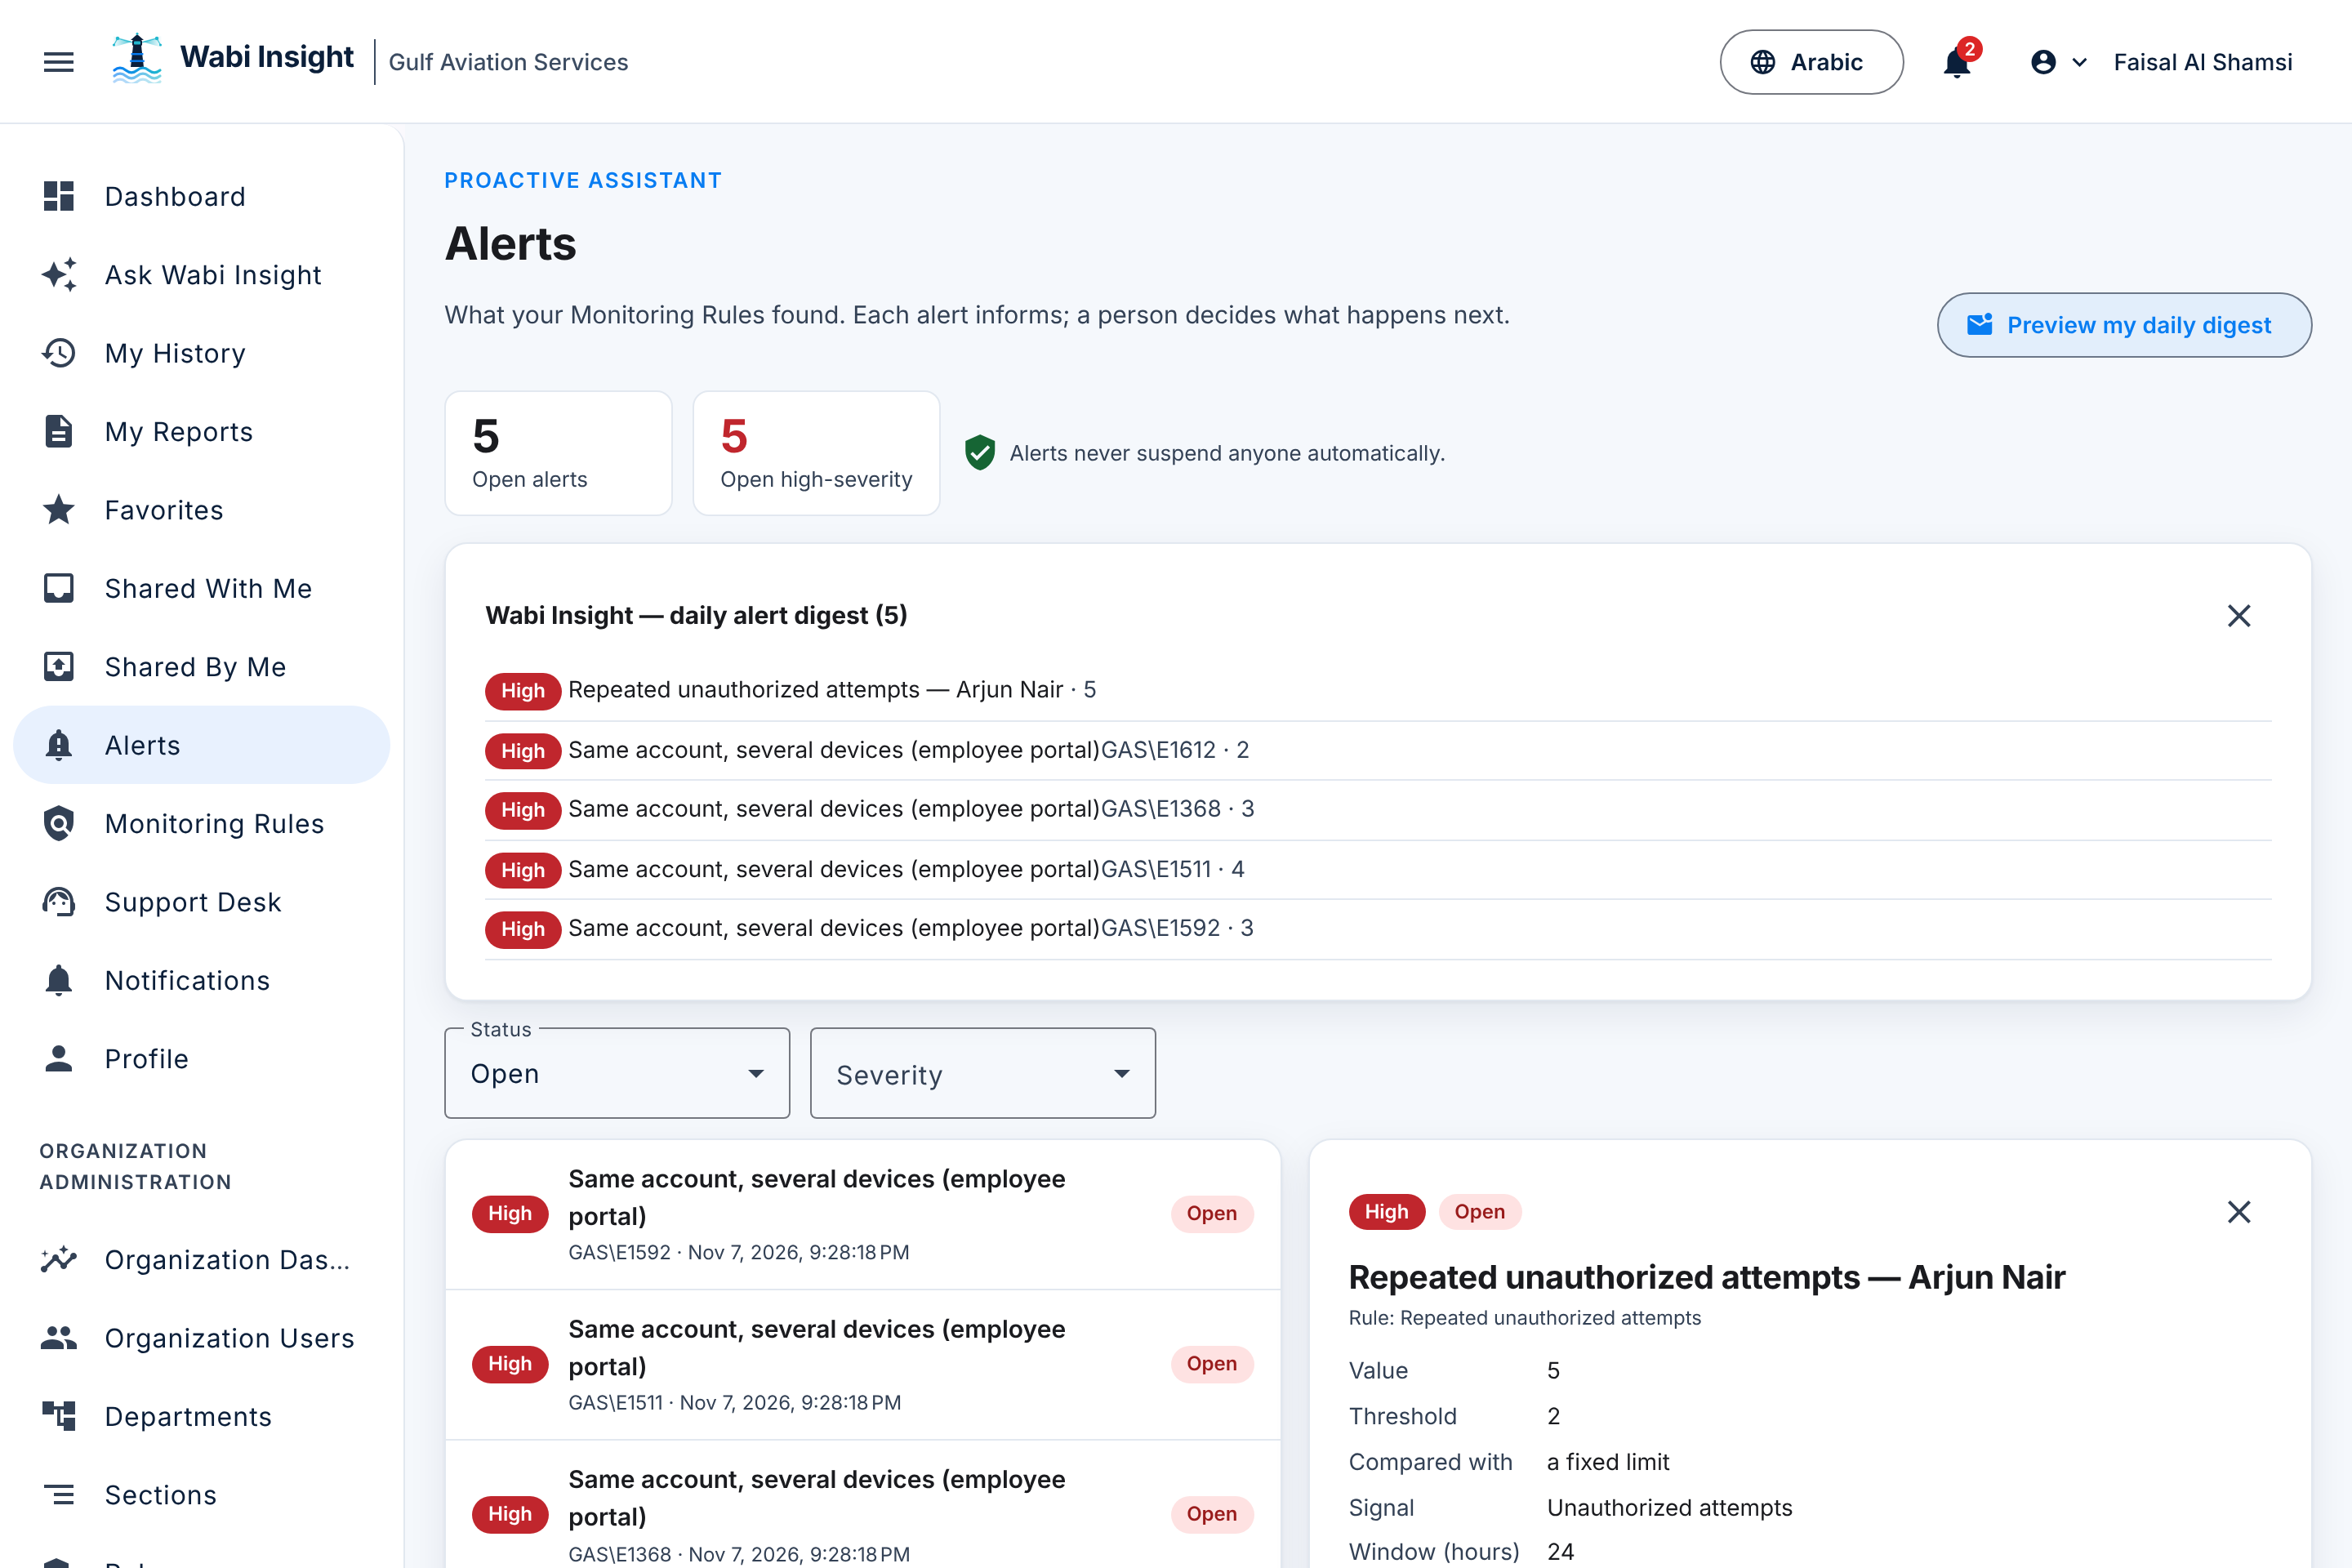 Wabi Insight
Gulf Aviation Services
Arabic
2
Faisal Al Shamsi
Dashboard
Ask Wabi Insight
My History
My Reports
Favorites
Shared With Me
Shared By Me
Alerts
Monitoring Rules
Support Desk
Notifications
Profile
ORGANIZATION
ADMINISTRATION
Organization Das...
Organization Users
Departments
Sections
PROACTIVE ASSISTANT
Alerts
What your Monitoring Rules found. Each alert informs; a person decides what happens next.
Preview my daily digest
5
Open alerts
5
Open high-severity
Alerts never suspend anyone automatically.
Wabi Insight — daily alert digest (5)
High Repeated unauthorized attempts — Arjun Nair · 5
High Same account, several devices (employee portal)GAS\E1612 · 2
High Same account, several devices (employee portal)GAS\E1368 · 3
High Same account, several devices (employee portal)GAS\E1511 · 4
High Same account, several devices (employee portal)GAS\E1592 · 3
Status
Open
Severity
High
Same account, several devices (employee
portal)
GAS\E1592 · Nov 7, 2026, 9:28:18 PM
Open
High
Same account, several devices (employee
portal)
GAS\E1511 · Nov 7, 2026, 9:28:18 PM
Open
High
Same account, several devices (employee
portal)
GAS\E1368 · Nov 7, 2026, 9:28:18 PM
Open
High Open
Repeated unauthorized attempts — Arjun Nair
Rule: Repeated unauthorized attempts
Value 5
Threshold 2
Compared with a fixed limit
Signal Unauthorized attempts
Window (hours) 24